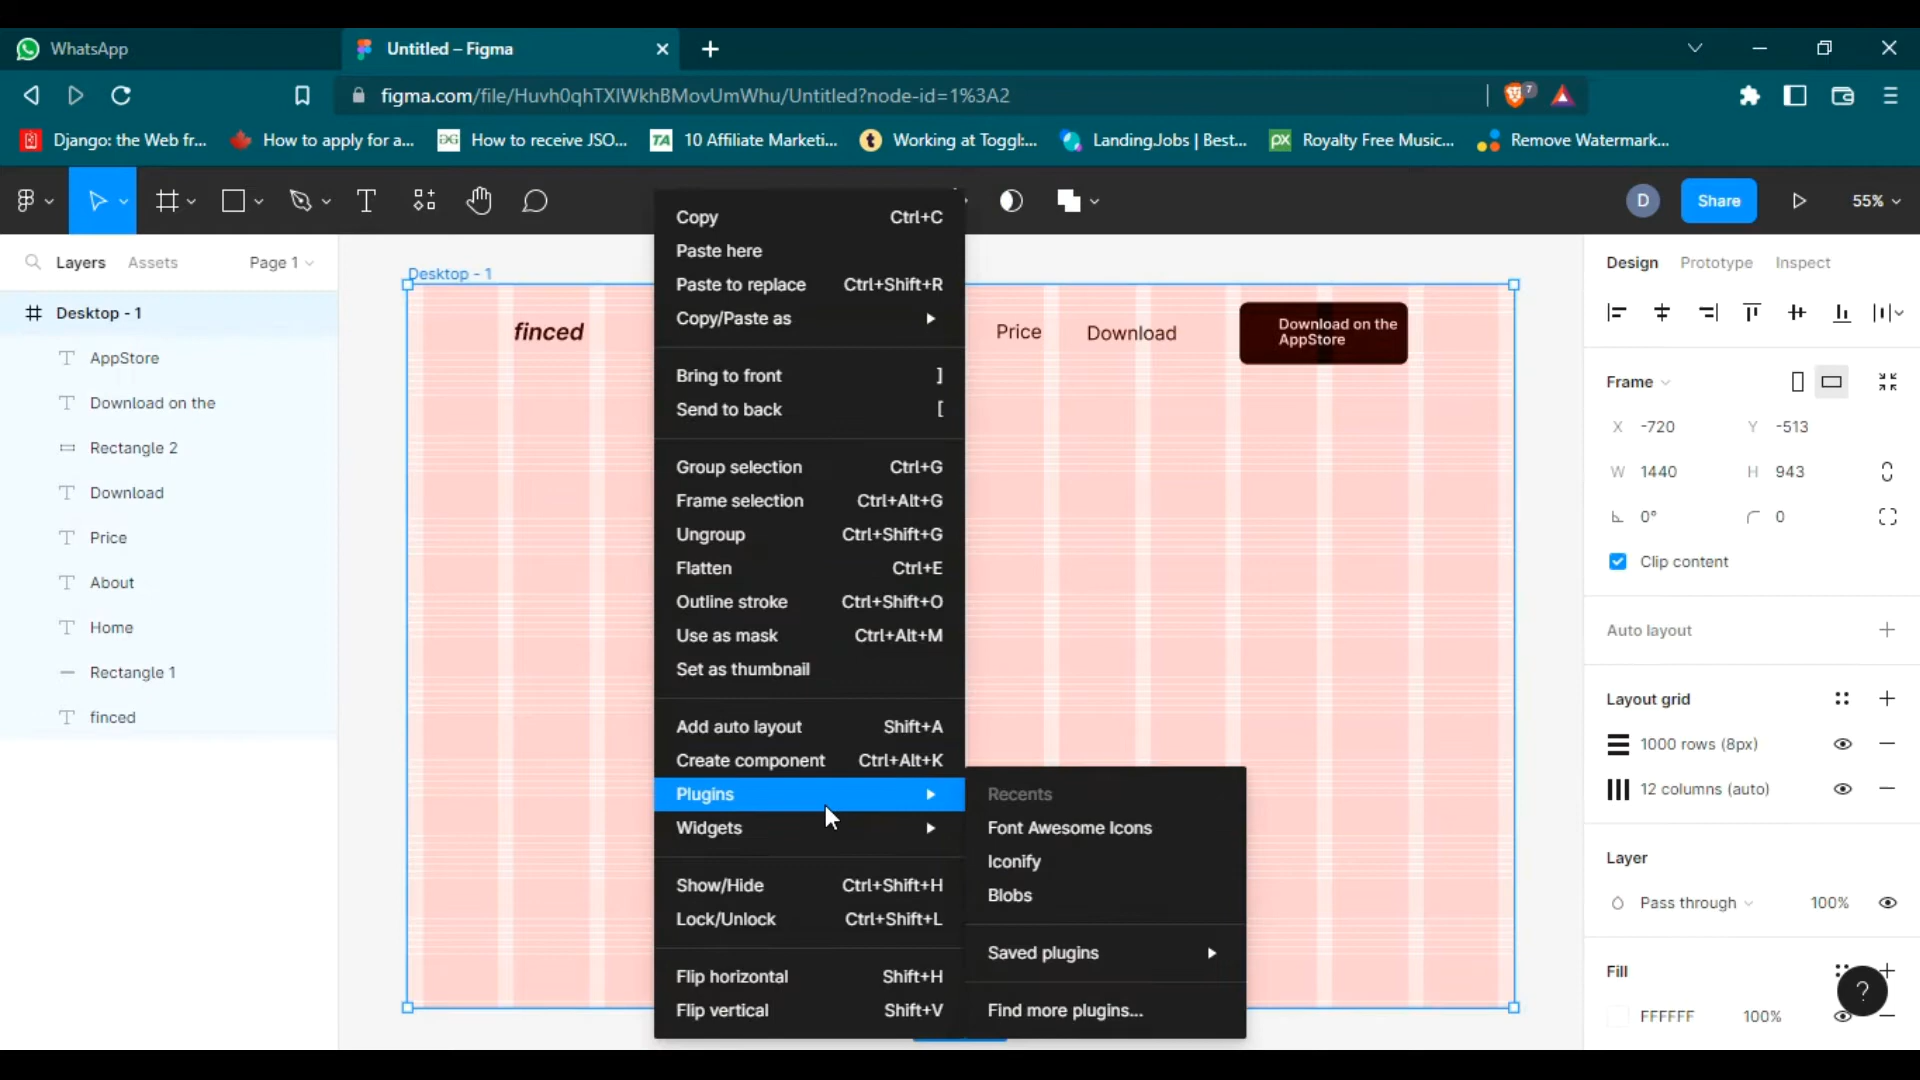 WhatsApp
Untitled – Figma
figma.com/file/Huvh0qhTXlWkhBMovUmWhu/Untitled?node-id=1%3A2
7
Django: the Web fr...
How to apply for a...
How to receive JSO...
TA
10 Affiliate Marketi...
Working at Toggl:...
LandingJobs | Best...
px
Royalty Free Music...
Remove Watermark...
D
Share
55%
Layers
Assets
Page 1
Desktop - 1
AppStore
Download on the
Rectangle 2
Download
Price
About
Home
Rectangle 1
finced
Desktop - 1
finced
Price
Download
Download on the
AppStore
Copy Ctrl+C
Paste here
Paste to replace Ctrl+Shift+R
Copy/Paste as
Bring to front ]
Send to back [
Group selection Ctrl+G
Frame selection Ctrl+Alt+G
Ungroup Ctrl+Shift+G
Flatten Ctrl+E
Outline stroke Ctrl+Shift+O
Use as mask Ctrl+Alt+M
Set as thumbnail
Add auto layout Shift+A
Create component Ctrl+Alt+K
Plugins
Widgets
Show/Hide Ctrl+Shift+H
Lock/Unlock Ctrl+Shift+L
Flip horizontal Shift+H
Flip vertical Shift+V
Recents
Font Awesome Icons
Iconify
Blobs
Saved plugins
Find more plugins...
Design Prototype Inspect
Frame
X -720 Y -513
W 1440 H 943
0° 0
Clip content
Auto layout
Layout grid
1000 rows (8px)
12 columns (auto)
Layer
Pass through 100%
Fill
FFFFFF 100%
?